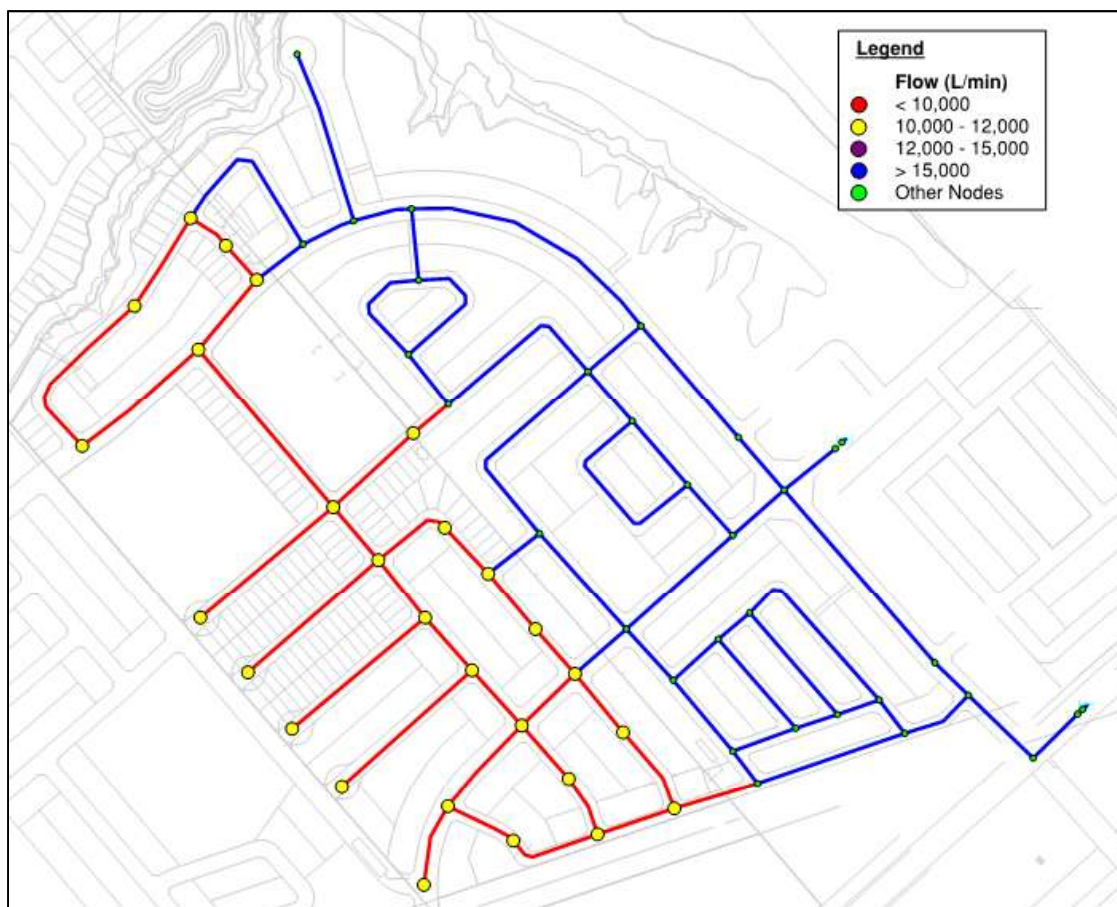 Legend
Flow (L/min)
< 10,000
10,000 - 12,000
12,000 - 15,000
> 15,000
Other Nodes